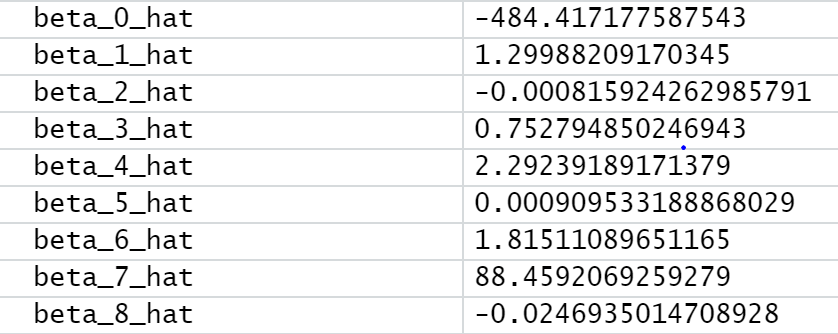 beta_0_hat -484.417177587543
beta_1_hat 1.29988209170345
beta_2_hat -0.000815924262985791
beta_3_hat 0.752794850246943
beta_4_hat 2.29239189171379
beta_5_hat 0.000909533188868029
beta_6_hat 1.81511089651165
beta_7_hat 88.4592069259279
beta_8_hat -0.0246935014708928